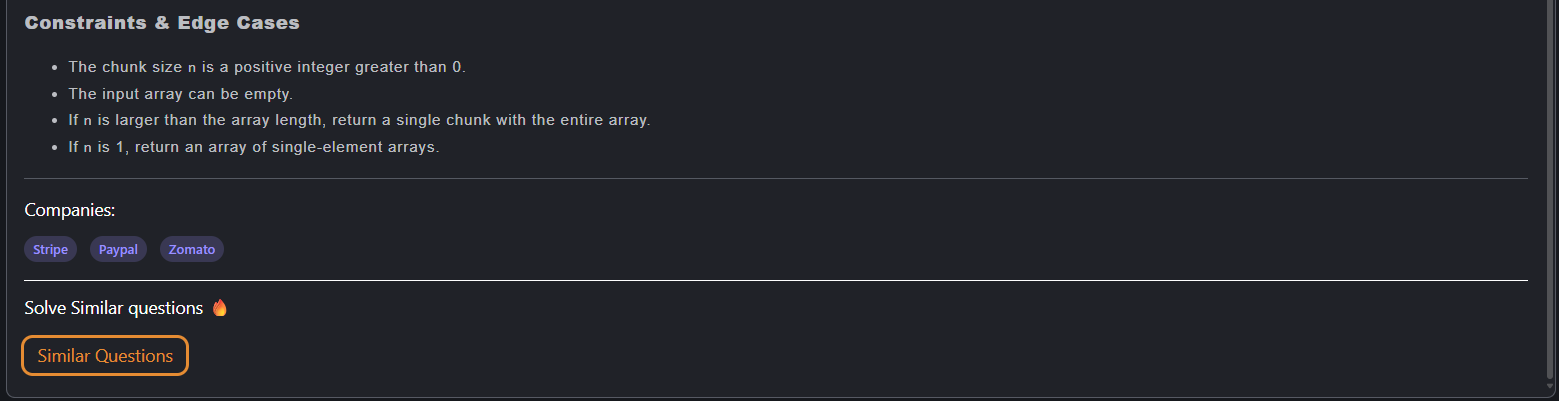 Constraints & Edge Cases
The chunk size n is a positive integer greater than 0.
The input array can be empty.
If n is larger than the array length, return a single chunk with the entire array.
If n is 1, return an array of single-element arrays.
Companies:
Stripe Paypal Zomato
Solve Similar questions 🔥
Similar Questions